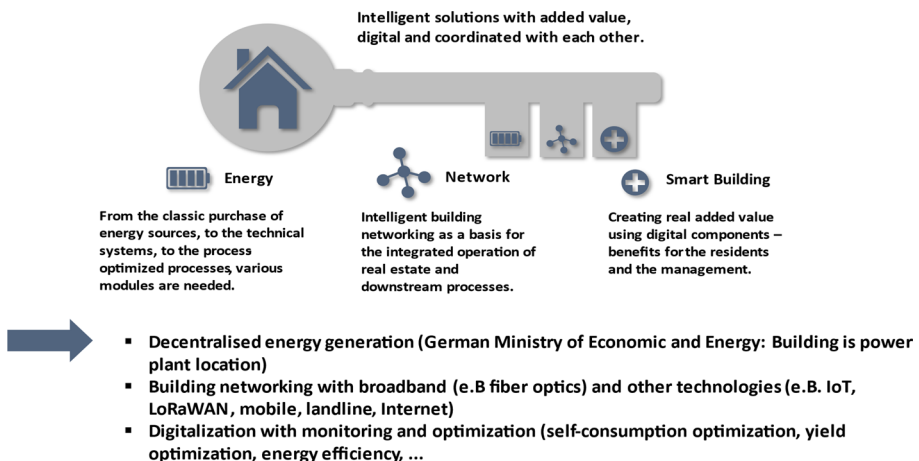 Intelligent solutions with added value,
digital and coordinated with each other.
Energy
From the classic purchase of
energy sources, to the technical
systems, to the process
optimized processes, various
modules are needed.
Network
Intelligent building
networking as a basis for
the integrated operation of
real estate and
downstream processes.
Smart Building
Creating real added value
using digital components –
benefits for the residents
and the management.
▪ Decentralised energy generation (German Ministry of Economic and Energy: Building is power
plant location)
▪ Building networking with broadband (e.B fiber optics) and other technologies (e.B. IoT,
LoRaWAN, mobile, landline, Internet)
▪ Digitalization with monitoring and optimization (self-consumption optimization, yield
optimization, energy efficiency, ...